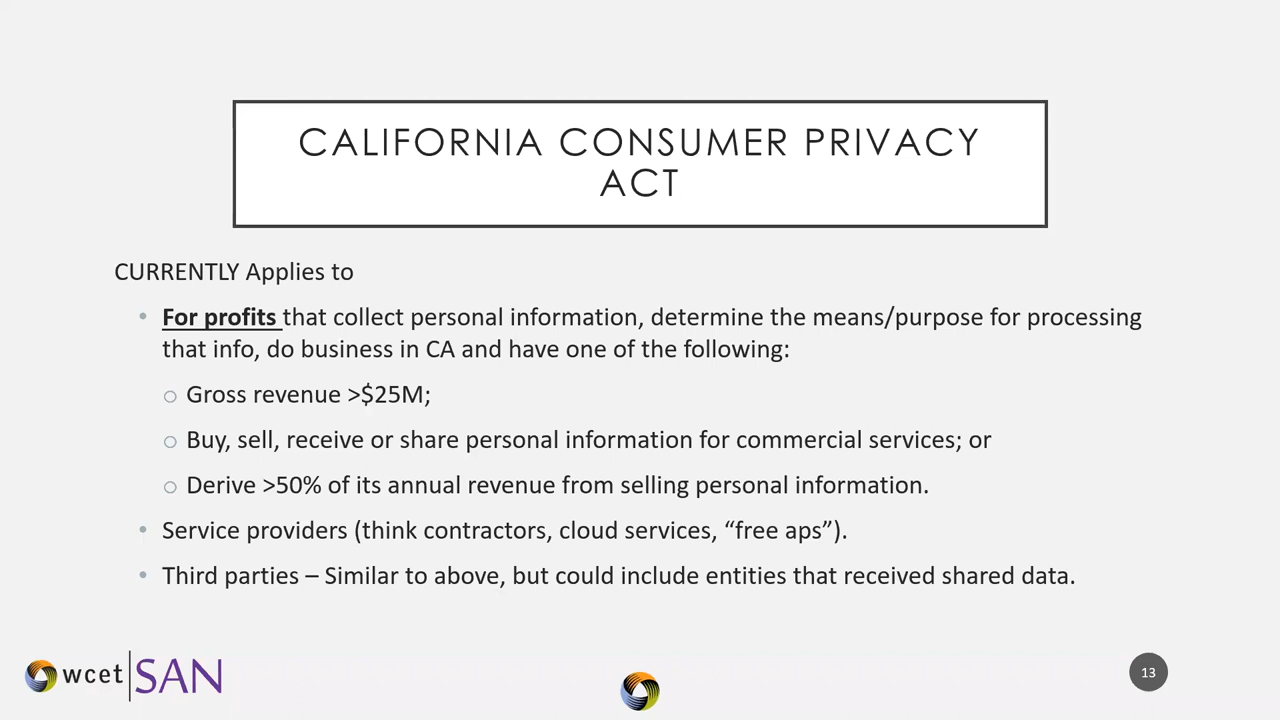 CALIFORNIA CONSUMER PRIVACY
ACT
CURRENTLY Applies to
• For profits that collect personal information, determine the means/purpose for processing
that info, do business in CA and have one of the following:
o Gross revenue >$25M;
o Buy, sell, receive or share personal information for commercial services; or
o Derive >50% of its annual revenue from selling personal information.
• Service providers (think contractors, cloud services, “free aps”).
• Third parties – Similar to above, but could include entities that received shared data.
wcet|SAN
13